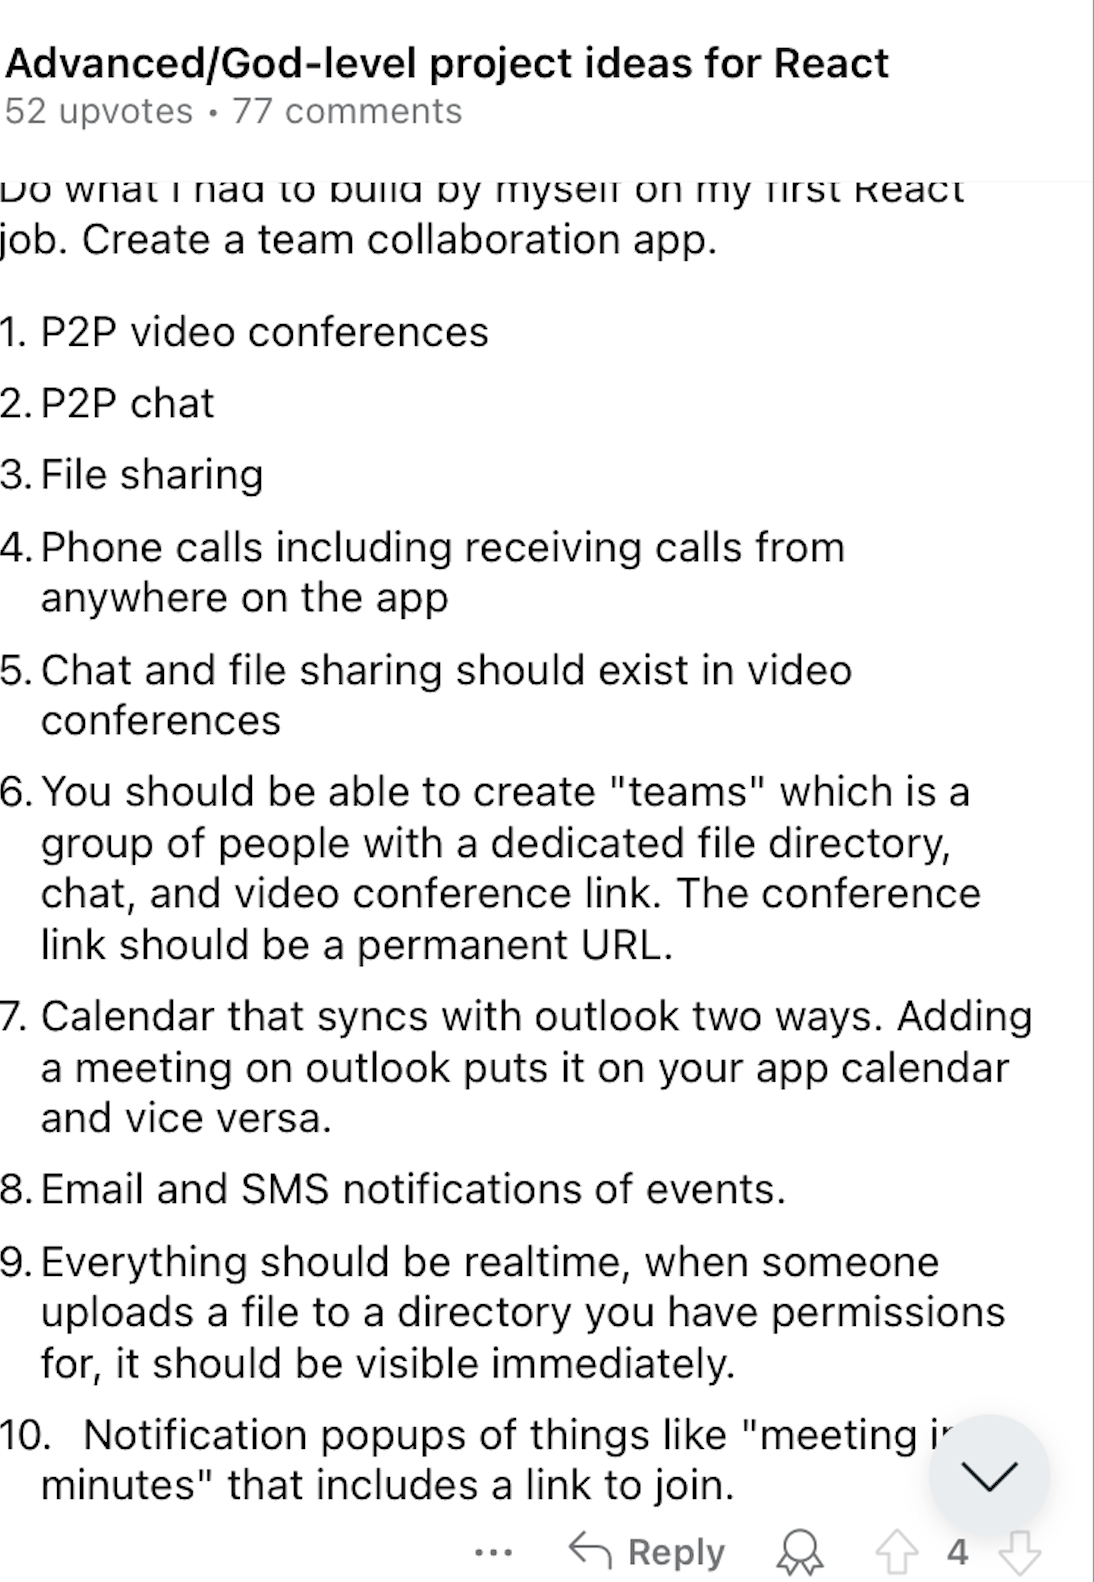 Advanced/God-level project ideas for React
52 upvotes • 77 comments
Do what I had to build by myself on my first React
job. Create a team collaboration app.
1. P2P video conferences
2. P2P chat
3. File sharing
4. Phone calls including receiving calls from
anywhere on the app
5. Chat and file sharing should exist in video
conferences
6. You should be able to create "teams" which is a
group of people with a dedicated file directory,
chat, and video conference link. The conference
link should be a permanent URL.
7. Calendar that syncs with outlook two ways. Adding
a meeting on outlook puts it on your app calendar
and vice versa.
8. Email and SMS notifications of events.
9. Everything should be realtime, when someone
uploads a file to a directory you have permissions
for, it should be visible immediately.
10. Notification popups of things like "meeting
minutes" that includes a link to join.
... Reply 4